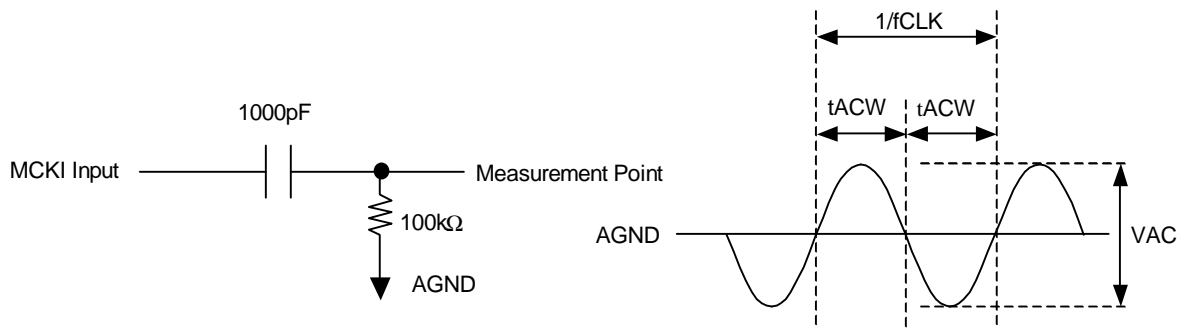 1000pF
MCKI Input
Measurement Point
100kΩ
AGND
1/fCLK
tACW tACW
AGND
VAC